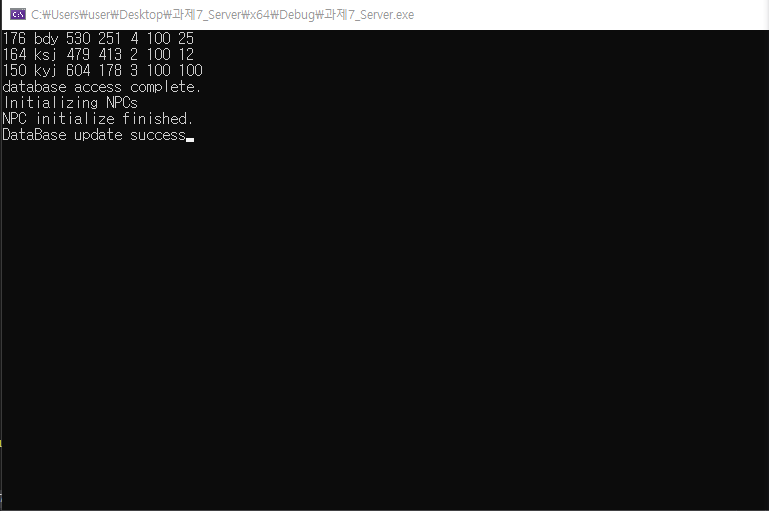 C:\Users\user\Desktop\과제7_Server\x64\Debug\과제7_Server.exe
176 bdy 530 251 4 100 25
164 ksj 479 413 2 100 12
150 kyj 604 178 3 100 100
database access complete.
Initializing NPCs
NPC initialize finished.
DataBase update success